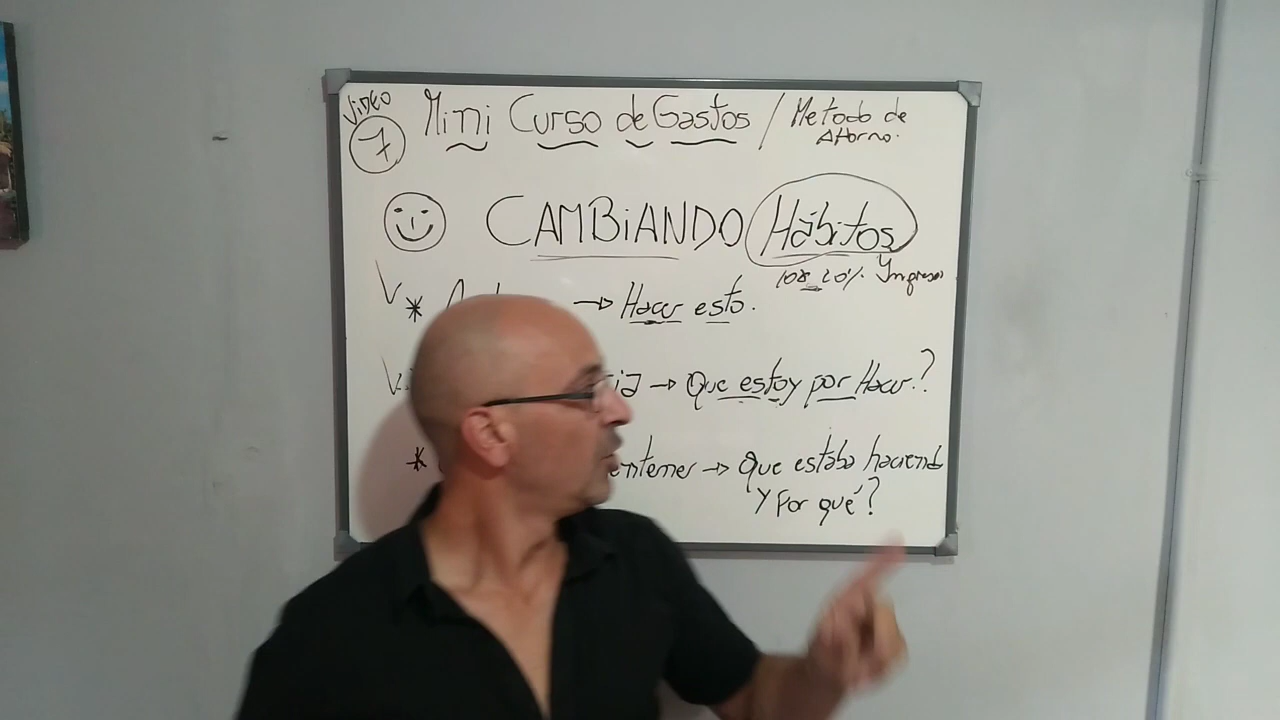 VIDEO
7
Mini Curso de Gastos / Metodo de
Ahorno.
CAMBiANDO Hábitos
10% 20% Y Ingresos
* → Hacer esto.
→ Que estoy por Hacer.?
* → Que estaba haciendo
Y Por qué?